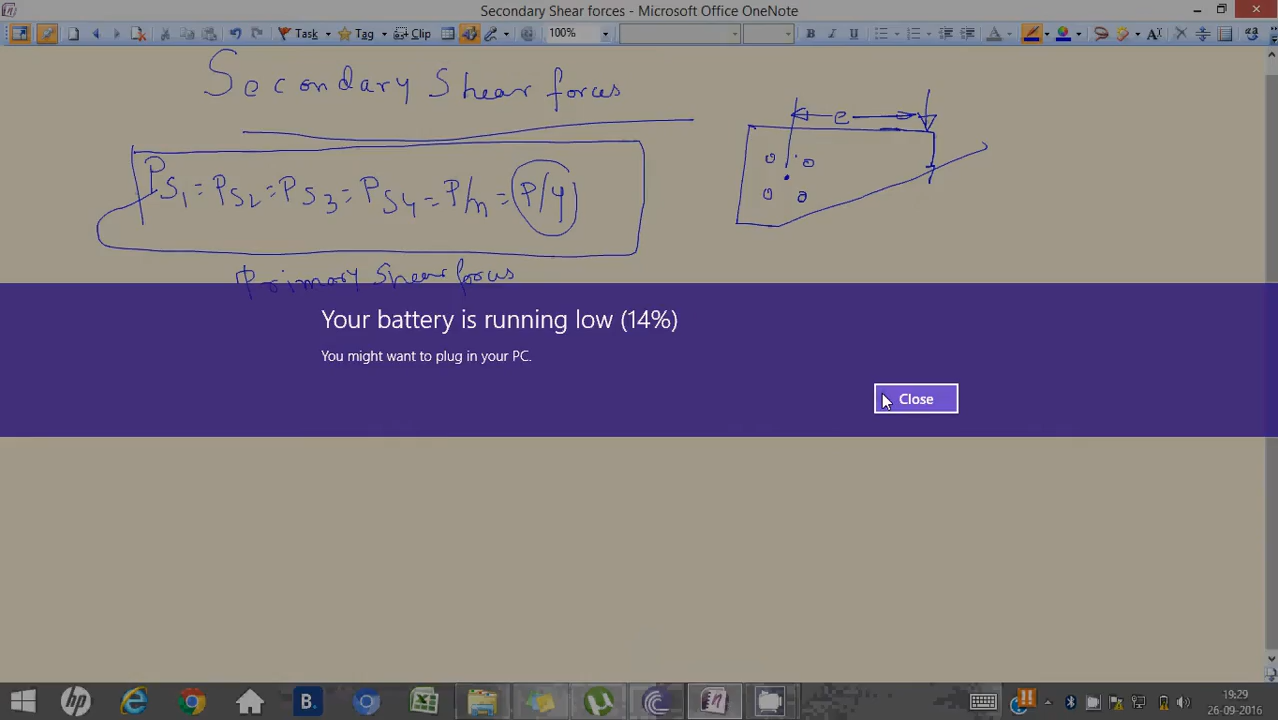 Secondary Shear forces - Microsoft Office OneNote
Task Tag Clip 100% B I U A
Secondary Shear forces
e
Ps1 = Ps2 = Ps3 = Ps4 = P/n = P/4
Primary Shear forces
Your battery is running low (14%)
You might want to plug in your PC.
Close
hp B.
19:29
26-09-2016